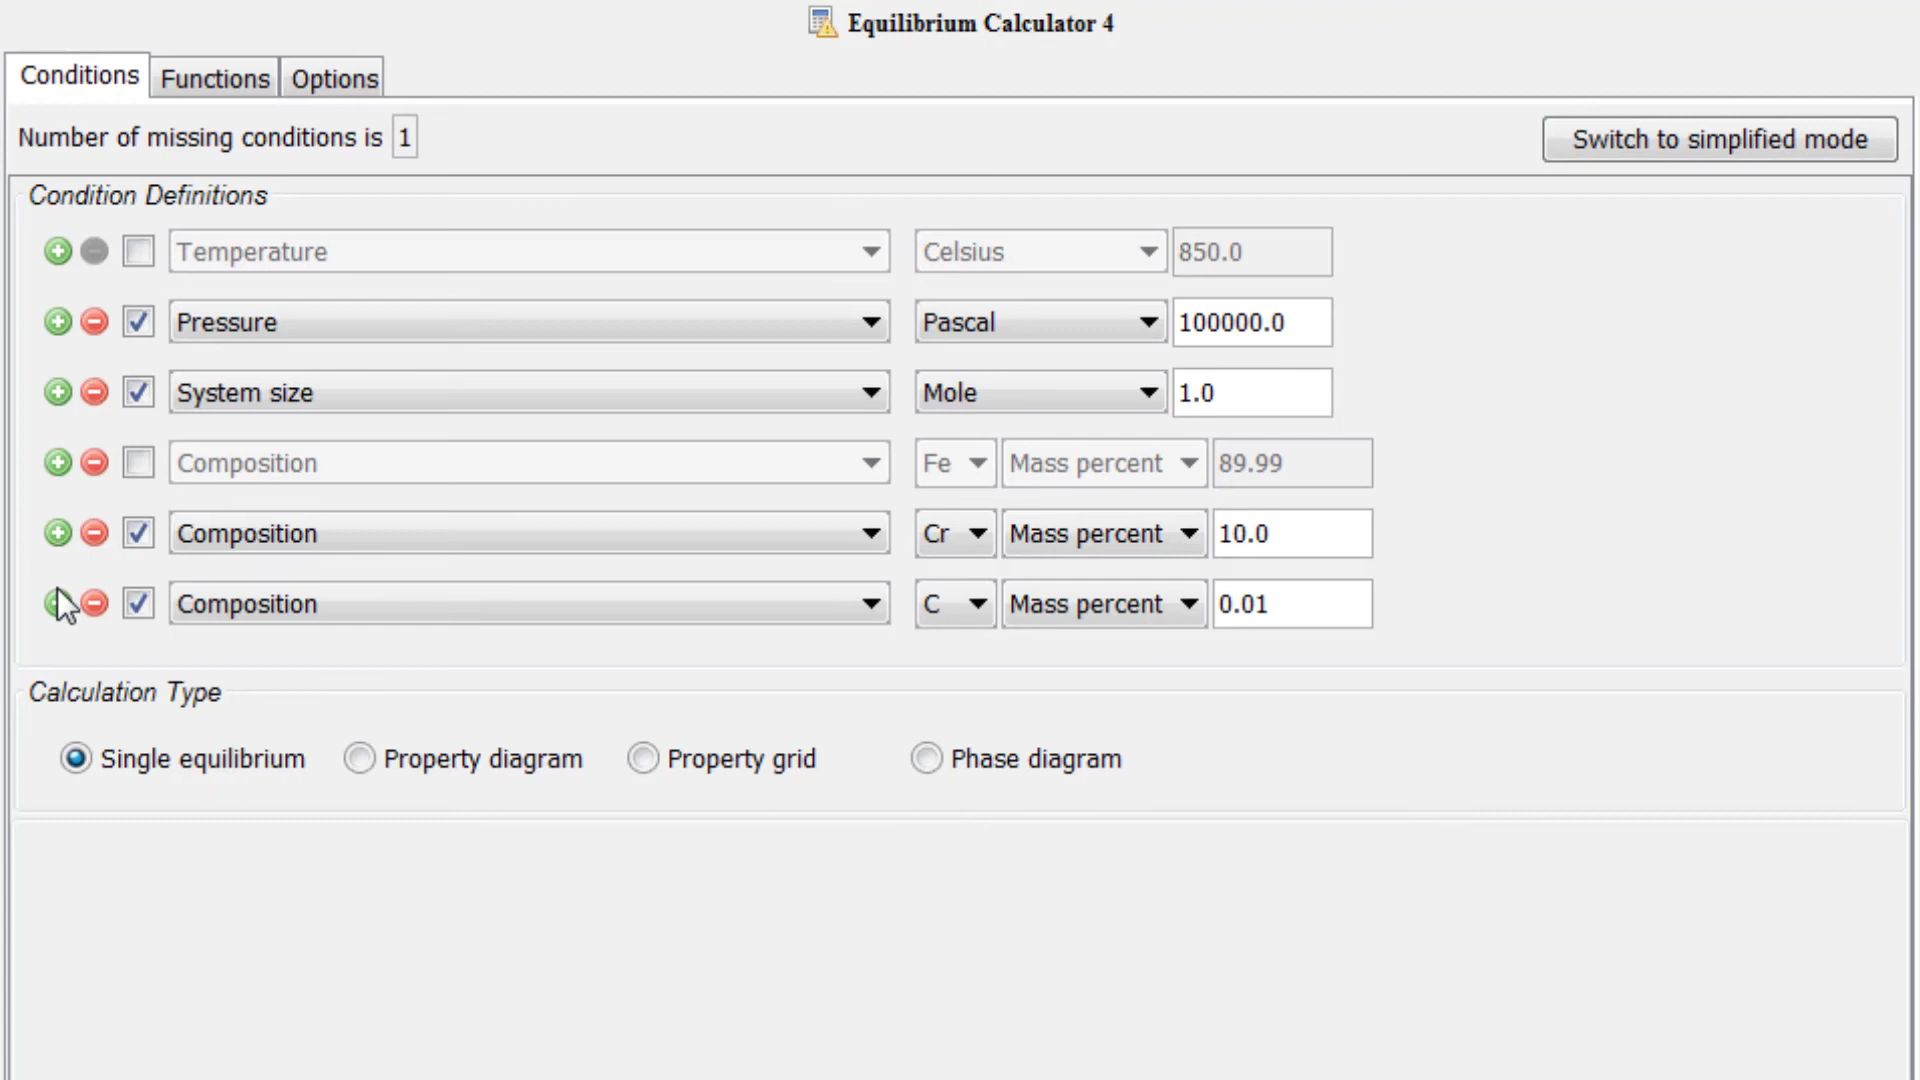 Equilibrium Calculator 4
Conditions Functions Options
Number of missing conditions is 1 Switch to simplified mode
Condition Definitions
Temperature Celsius 850.0
Pressure Pascal 100000.0
System size Mole 1.0
Composition Fe Mass percent 89.99
Composition Cr Mass percent 10.0
Composition C Mass percent 0.01
Calculation Type
Single equilibrium Property diagram Property grid Phase diagram